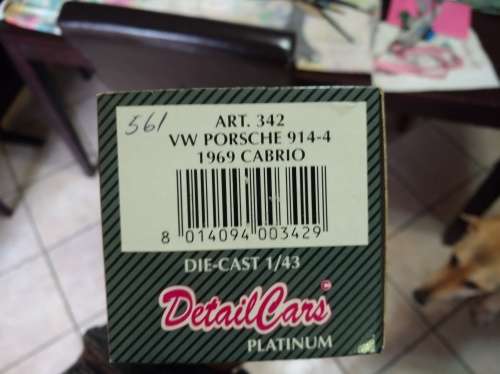 561
ART. 342
VW PORSCHE 914-4
1969 CABRIO
8 014094 003429
DIE-CAST 1/43
DetailCars
PLATINUM